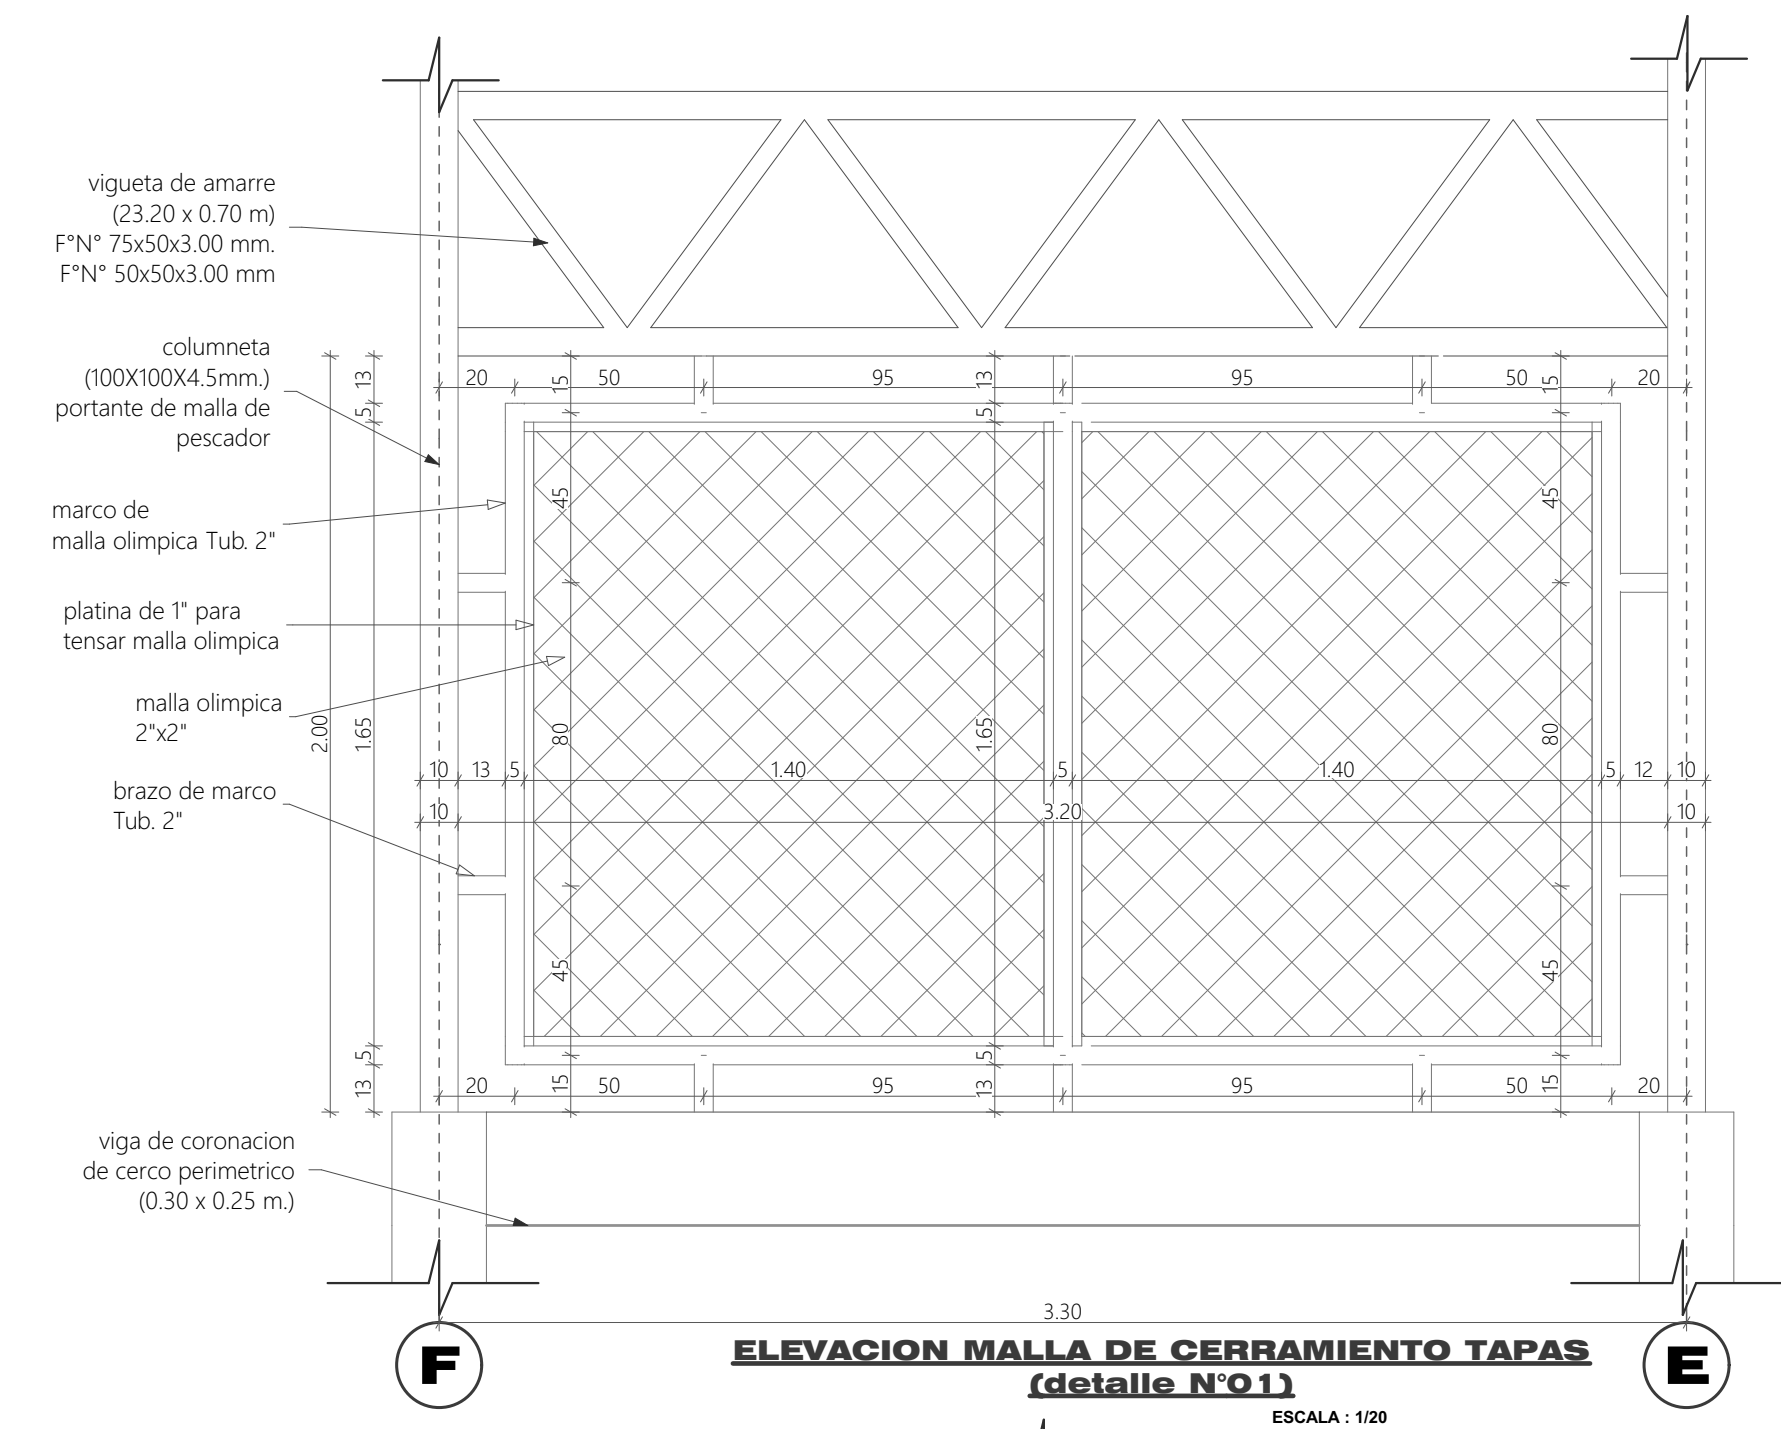 vigueta de amarre
(23.20 x 0.70 m)
F°N° 75x50x3.00 mm.
F°N° 50x50x3.00 mm
columneta
(100X100X4.5mm.)
portante de malla de
pescador
marco de
malla olimpica Tub. 2"
platina de 1" para
tensar malla olimpica
malla olimpica
2"x2"
brazo de marco
Tub. 2"
viga de coronacion
de cerco perimetrico
(0.30 x 0.25 m.)
2.00
13
5
1.65
5
13
20 50 95 95 50 20
15
45
80
45
15
13
5
1.65
5
13
15
45
80
45
15
10 13 5 1.40 5 1.40 5 12 10
10 3.20 10
20 50 95 95 50 20
3.30
F
E
ELEVACION MALLA DE CERRAMIENTO TAPAS
(detalle N°01)
ESCALA : 1/20